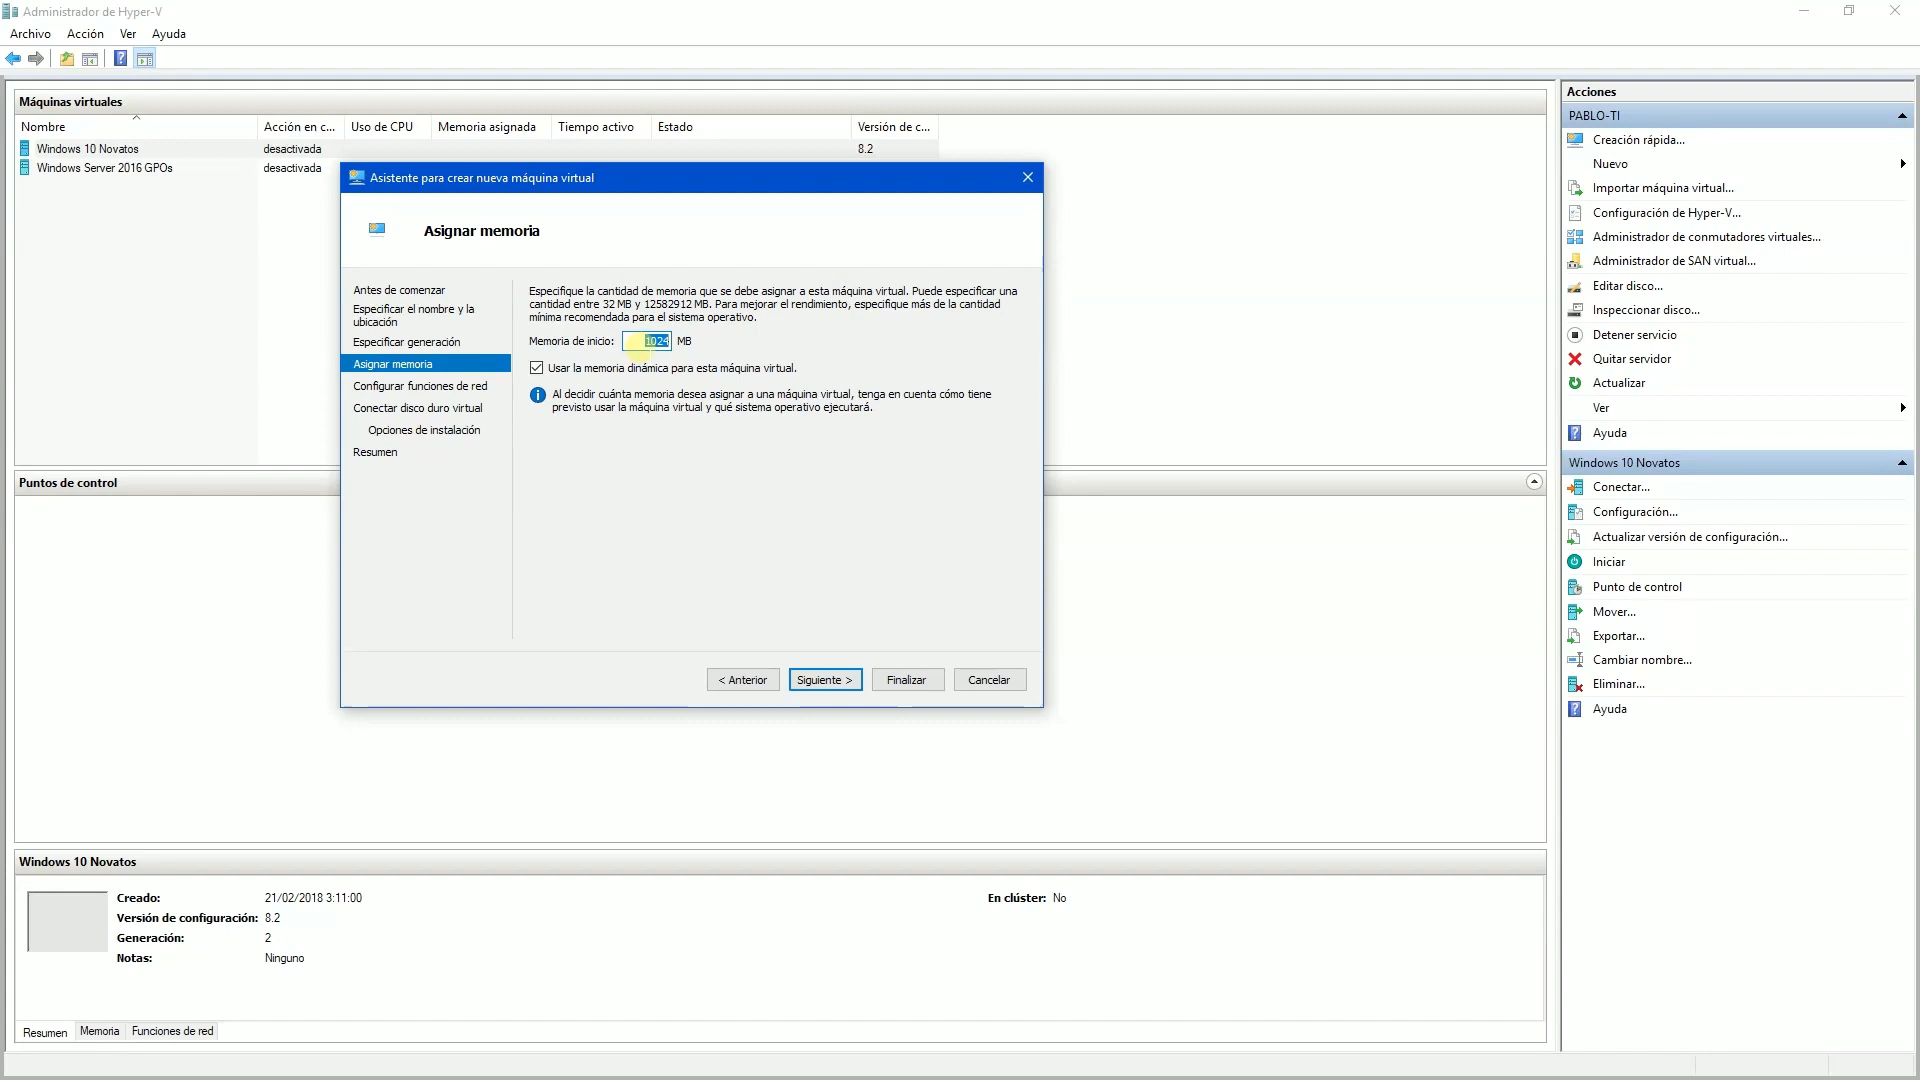 Administrador de Hyper-V
Archivo Acción Ver Ayuda
Máquinas virtuales
Nombre Acción en c... Uso de CPU Memoria asignada Tiempo activo Estado Versión de c...
Windows 10 Novatos desactivada 8.2
Windows Server 2016 GPOs desactivada
Asistente para crear nueva máquina virtual
Asignar memoria
Antes de comenzar
Especificar el nombre y la
ubicación
Especificar generación
Asignar memoria
Configurar funciones de red
Conectar disco duro virtual
Opciones de instalación
Resumen
Especifique la cantidad de memoria que se debe asignar a esta máquina virtual. Puede especificar una
cantidad entre 32 MB y 12582912 MB. Para mejorar el rendimiento, especifique más de la cantidad
mínima recomendada para el sistema operativo.
Memoria de inicio: 1024 MB
Usar la memoria dinámica para esta máquina virtual.
Al decidir cuánta memoria desea asignar a una máquina virtual, tenga en cuenta cómo tiene
previsto usar la máquina virtual y qué sistema operativo ejecutará.
< Anterior Siguiente > Finalizar Cancelar
Puntos de control
Windows 10 Novatos
Creado: 21/02/2018 3:11:00 En clúster: No
Versión de configuración: 8.2
Generación: 2
Notas: Ninguno
Resumen Memoria Funciones de red
Acciones
PABLO-TI
Creación rápida...
Nuevo
Importar máquina virtual...
Configuración de Hyper-V...
Administrador de conmutadores virtuales...
Administrador de SAN virtual...
Editar disco...
Inspeccionar disco...
Detener servicio
Quitar servidor
Actualizar
Ver
Ayuda
Windows 10 Novatos
Conectar...
Configuración...
Actualizar versión de configuración...
Iniciar
Punto de control
Mover...
Exportar...
Cambiar nombre...
Eliminar...
Ayuda